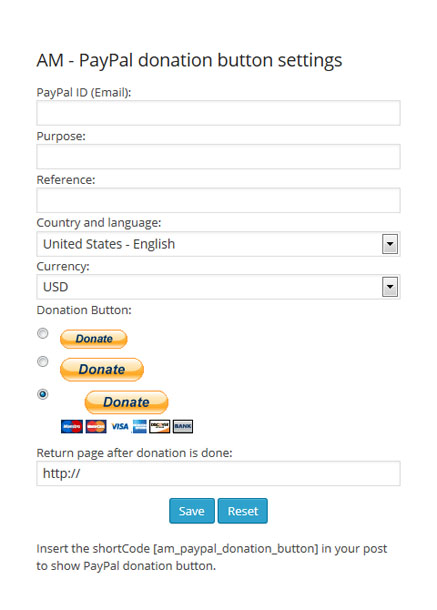 AM - PayPal donation button settings
PayPal ID (Email):
Purpose:
Reference:
Country and language:
United States - English
Currency:
USD
Donation Button:
Donate
Donate
Donate
VISA BANK
Return page after donation is done:
http://
Save Reset
Insert the shortCode [am_paypal_donation_button] in your post
to show PayPal donation button.